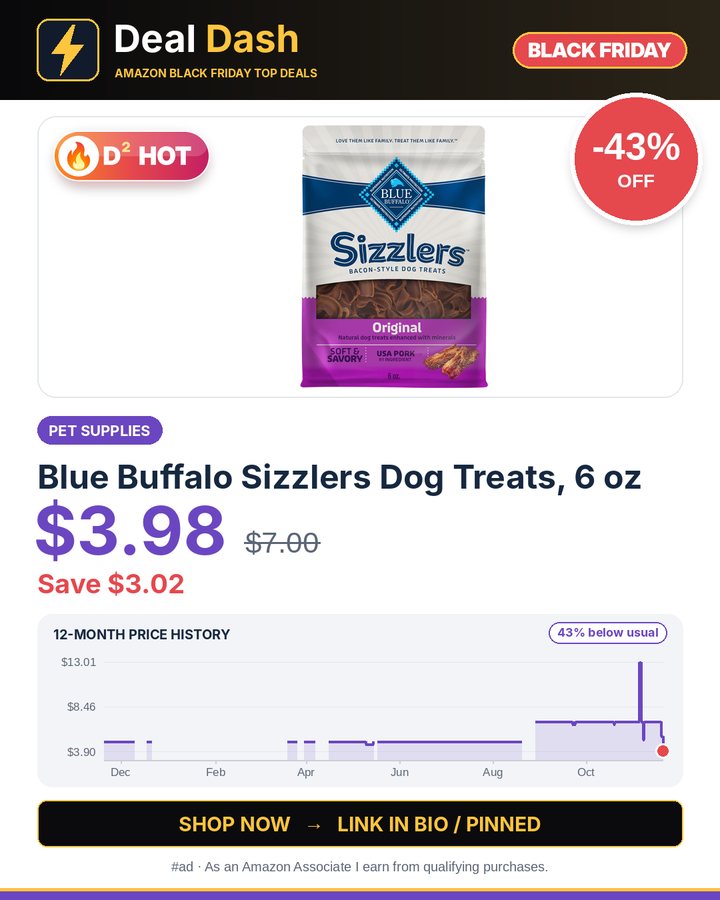 Deal Dash
AMAZON BLACK FRIDAY TOP DEALS
BLACK FRIDAY
D² HOT
-43%
OFF
LOVE THEM LIKE FAMILY. TREAT THEM LIKE FAMILY.™
BLUE
BUFFALO
Sizzlers™
BACON-STYLE DOG TREATS
Original
Natural dog treats enhanced with minerals
SOFT &
SAVORY
USA PORK
1ST INGREDIENT
6 oz.
PET SUPPLIES
Blue Buffalo Sizzlers Dog Treats, 6 oz
$3.98 $7.00
Save $3.02
12-MONTH PRICE HISTORY
43% below usual
$13.01
$8.46
$3.90
Dec Feb Apr Jun Aug Oct
SHOP NOW → LINK IN BIO / PINNED
#ad · As an Amazon Associate I earn from qualifying purchases.